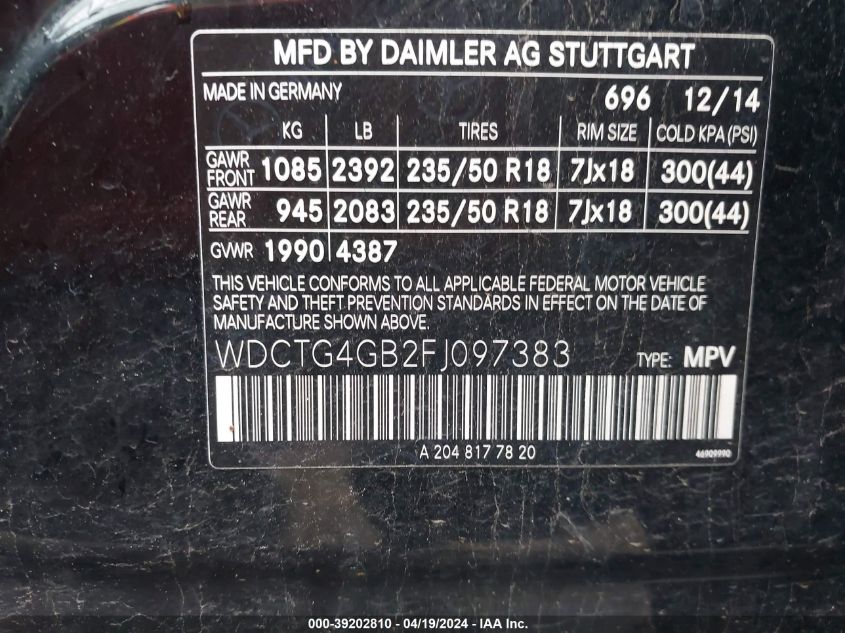 MFD BY DAIMLER AG STUTTGART
MADE IN GERMANY 696 12/14
KG LB TIRES RIM SIZE COLD KPA (PSI)
GAWR FRONT 1085 2392 235/50 R18 7Jx18 300(44)
GAWR REAR 945 2083 235/50 R18 7Jx18 300(44)
GVWR 1990 4387
THIS VEHICLE CONFORMS TO ALL APPLICABLE FEDERAL MOTOR VEHICLE
SAFETY AND THEFT PREVENTION STANDARDS IN EFFECT ON THE DATE OF
MANUFACTURE SHOWN ABOVE.
WDCTG4GB2FJ097383 TYPE: MPV
A 204 817 78 20 46909990
000-39202810 - 04/19/2024 - IAA Inc.